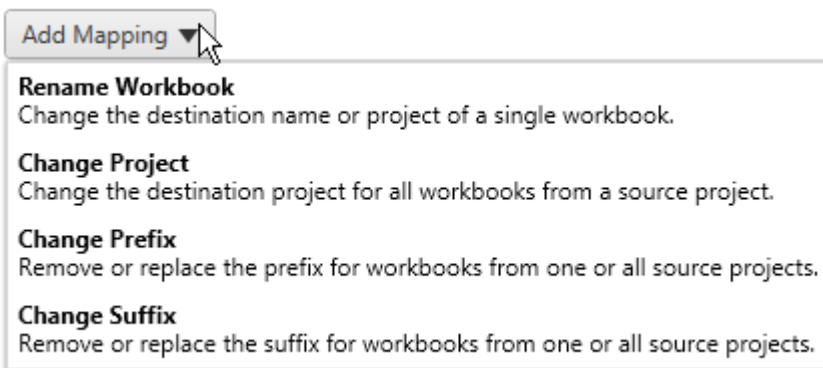 Add Mapping
Rename Workbook
Change the destination name or project of a single workbook.
Change Project
Change the destination project for all workbooks from a source project.
Change Prefix
Remove or replace the prefix for workbooks from one or all source projects.
Change Suffix
Remove or replace the suffix for workbooks from one or all source projects.